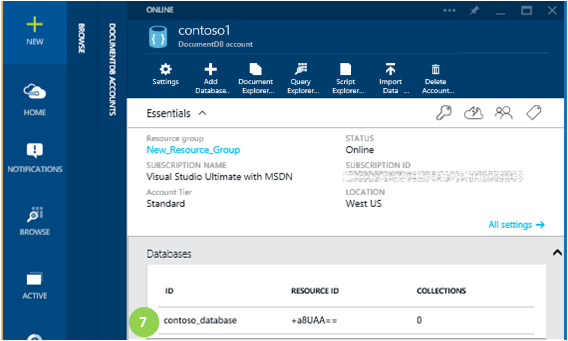 ONLINE
contoso1
DocumentDB account
NEW
HOME
NOTIFICATIONS
BROWSE
ACTIVE
BROWSE
DOCUMENTDB ACCOUNTS
Settings
Add Database...
Document Explorer...
Query Explorer...
Script Explorer...
Import Data ...
Delete Account...
Essentials
Resource group
New_Resource_Group
STATUS
Online
SUBSCRIPTION NAME
Visual Studio Ultimate with MSDN
SUBSCRIPTION ID
Account Tier
Standard
LOCATION
West US
All settings →
Databases
ID RESOURCE ID COLLECTIONS
7 contoso_database +a8UAA== 0